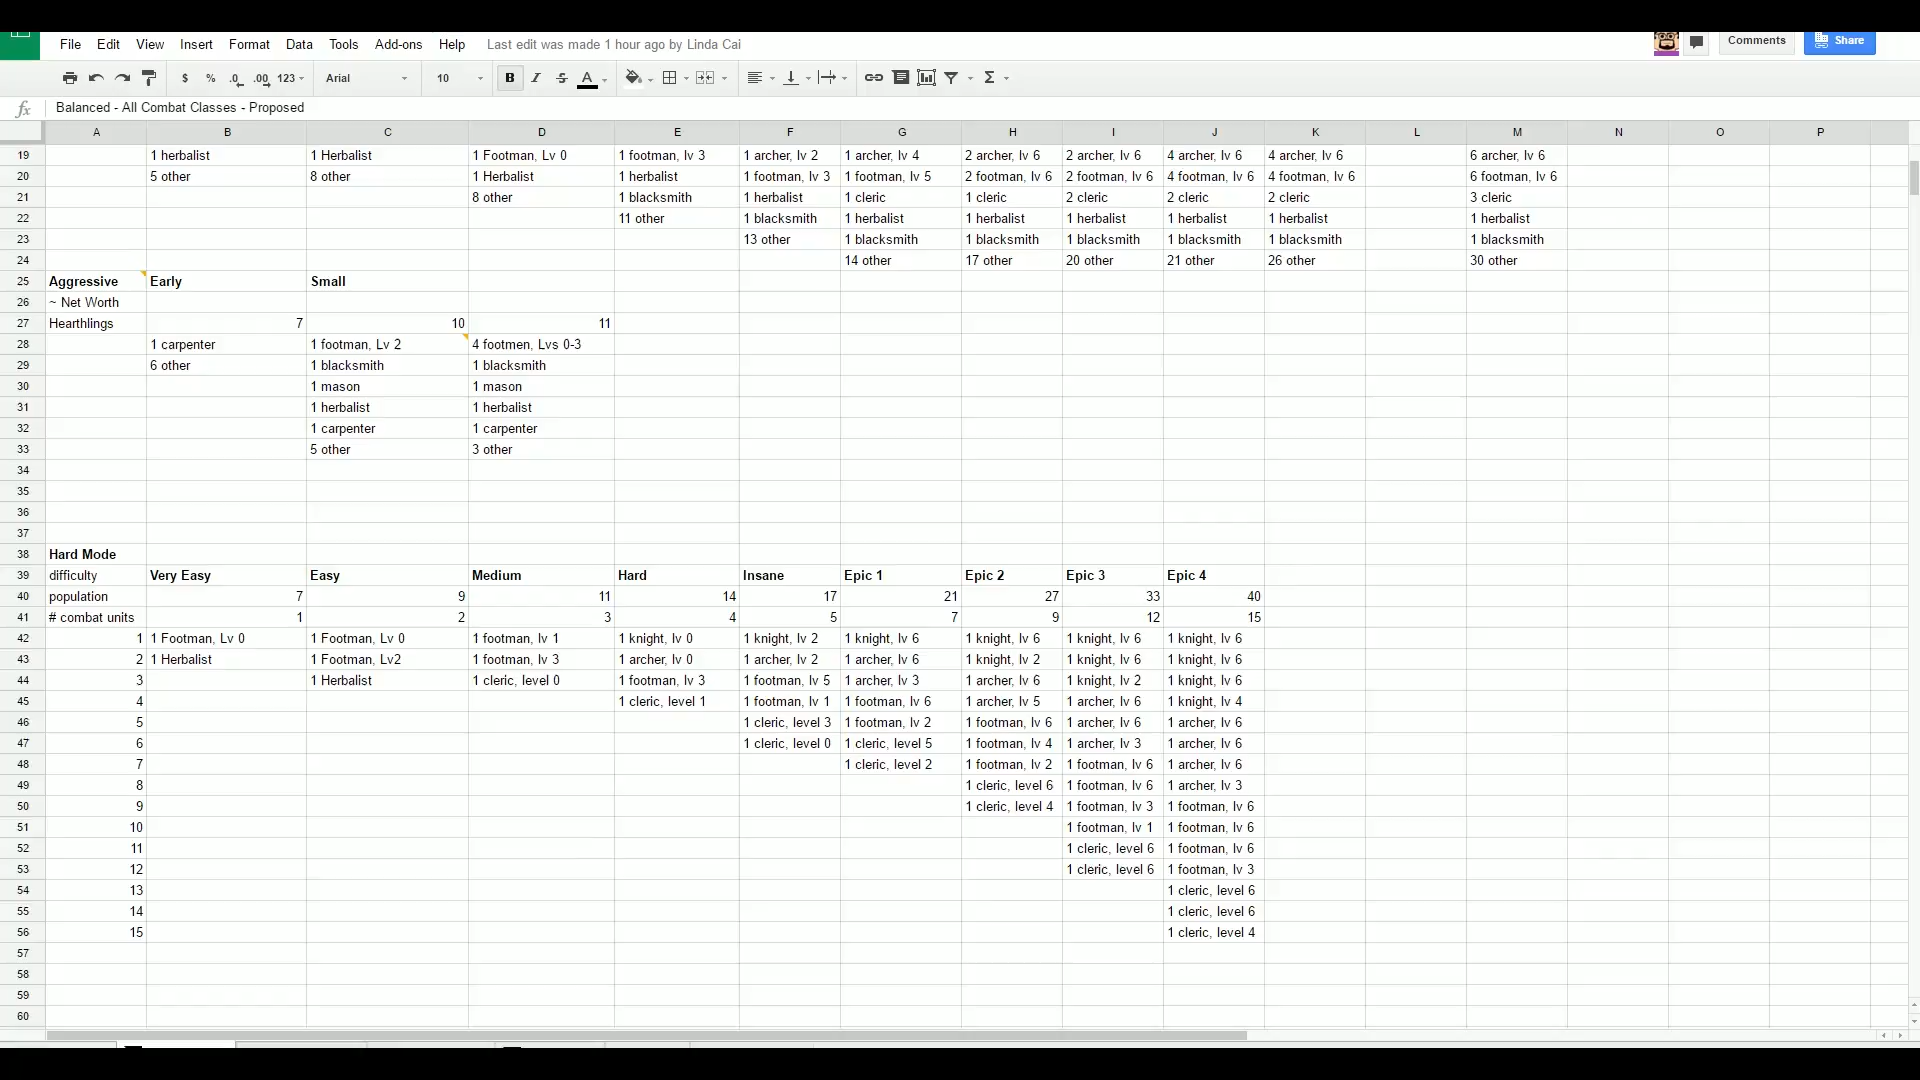 File Edit View Insert Format Data Tools Add-ons Help Last edit was made 1 hour ago by Linda Cai Comments Share
$ % .0 .00 123 Arial 10 B I S A Σ
fx Balanced - All Combat Classes - Proposed
A B C D E F G H I J K L M N O P
19 1 herbalist 1 Herbalist 1 Footman, Lv 0 1 footman, lv 3 1 archer, lv 2 1 archer, lv 4 2 archer, lv 6 2 archer, lv 6 4 archer, lv 6 4 archer, lv 6 6 archer, lv 6
20 5 other 8 other 1 Herbalist 1 herbalist 1 footman, lv 3 1 footman, lv 5 2 footman, lv 6 2 footman, lv 6 4 footman, lv 6 4 footman, lv 6 6 footman, lv 6
21 8 other 1 blacksmith 1 herbalist 1 cleric 1 cleric 2 cleric 2 cleric 2 cleric 3 cleric
22 11 other 1 blacksmith 1 herbalist 1 herbalist 1 herbalist 1 herbalist 1 herbalist 1 herbalist
23 13 other 1 blacksmith 1 blacksmith 1 blacksmith 1 blacksmith 1 blacksmith 1 blacksmith
24 14 other 17 other 20 other 21 other 26 other 30 other
25 Aggressive Early Small
26 ~ Net Worth
27 Hearthlings 7 10 11
28 1 carpenter 1 footman, Lv 2 4 footmen, Lvs 0-3
29 6 other 1 blacksmith 1 blacksmith
30 1 mason 1 mason
31 1 herbalist 1 herbalist
32 1 carpenter 1 carpenter
33 5 other 3 other
34
35
36
37
38 Hard Mode
39 difficulty Very Easy Easy Medium Hard Insane Epic 1 Epic 2 Epic 3 Epic 4
40 population 7 9 11 14 17 21 27 33 40
41 # combat units 1 2 3 4 5 7 9 12 15
42 1 1 Footman, Lv 0 1 Footman, Lv 0 1 footman, lv 1 1 knight, lv 0 1 knight, lv 2 1 knight, lv 6 1 knight, lv 6 1 knight, lv 6 1 knight, lv 6
43 2 1 Herbalist 1 Footman, Lv2 1 footman, lv 3 1 archer, lv 0 1 archer, lv 2 1 archer, lv 6 1 knight, lv 2 1 knight, lv 6 1 knight, lv 6
44 3 1 Herbalist 1 cleric, level 0 1 footman, lv 3 1 footman, lv 5 1 archer, lv 3 1 archer, lv 6 1 knight, lv 2 1 knight, lv 6
45 4 1 cleric, level 1 1 footman, lv 1 1 footman, lv 6 1 archer, lv 5 1 archer, lv 6 1 knight, lv 4
46 5 1 cleric, level 3 1 footman, lv 2 1 footman, lv 6 1 archer, lv 6 1 archer, lv 6
47 6 1 cleric, level 0 1 cleric, level 5 1 footman, lv 4 1 archer, lv 3 1 archer, lv 6
48 7 1 cleric, level 2 1 footman, lv 2 1 footman, lv 6 1 archer, lv 6
49 8 1 cleric, level 6 1 footman, lv 6 1 archer, lv 3
50 9 1 cleric, level 4 1 footman, lv 3 1 footman, lv 6
51 10 1 footman, lv 1 1 footman, lv 6
52 11 1 cleric, level 6 1 footman, lv 6
53 12 1 cleric, level 6 1 footman, lv 3
54 13 1 cleric, level 6
55 14 1 cleric, level 6
56 15 1 cleric, level 4
57
58
59
60